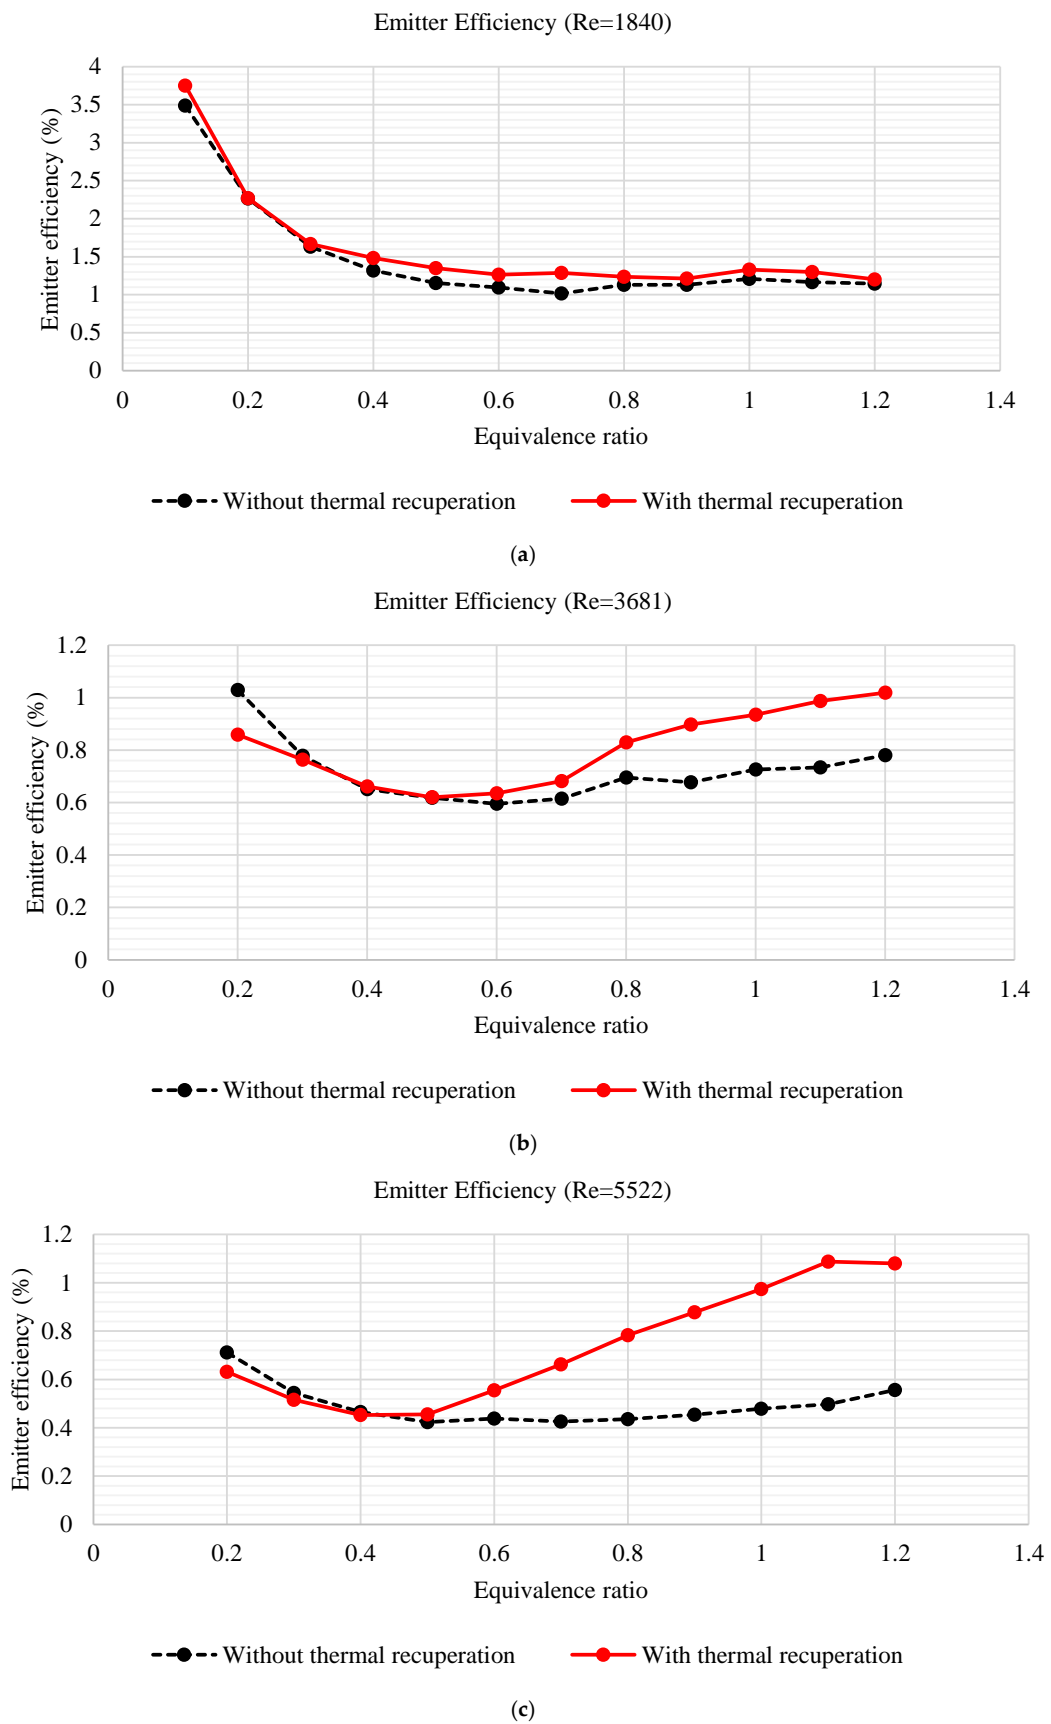 Emitter Efficiency (Re=1840)
4
3.5
3
2.5
2
1.5
1
0.5
0
Emitter efficiency (%)
0 0.2 0.4 0.6 0.8 1 1.2 1.4
Equivalence ratio
Without thermal recuperation With thermal recuperation
(a)
Emitter Efficiency (Re=3681)
1.2
1
0.8
0.6
0.4
0.2
0
Emitter efficiency (%)
0 0.2 0.4 0.6 0.8 1 1.2 1.4
Equivalence ratio
Without thermal recuperation With thermal recuperation
(b)
Emitter Efficiency (Re=5522)
1.2
1
0.8
0.6
0.4
0.2
0
Emitter efficiency (%)
0 0.2 0.4 0.6 0.8 1 1.2 1.4
Equivalence ratio
Without thermal recuperation With thermal recuperation
(c)